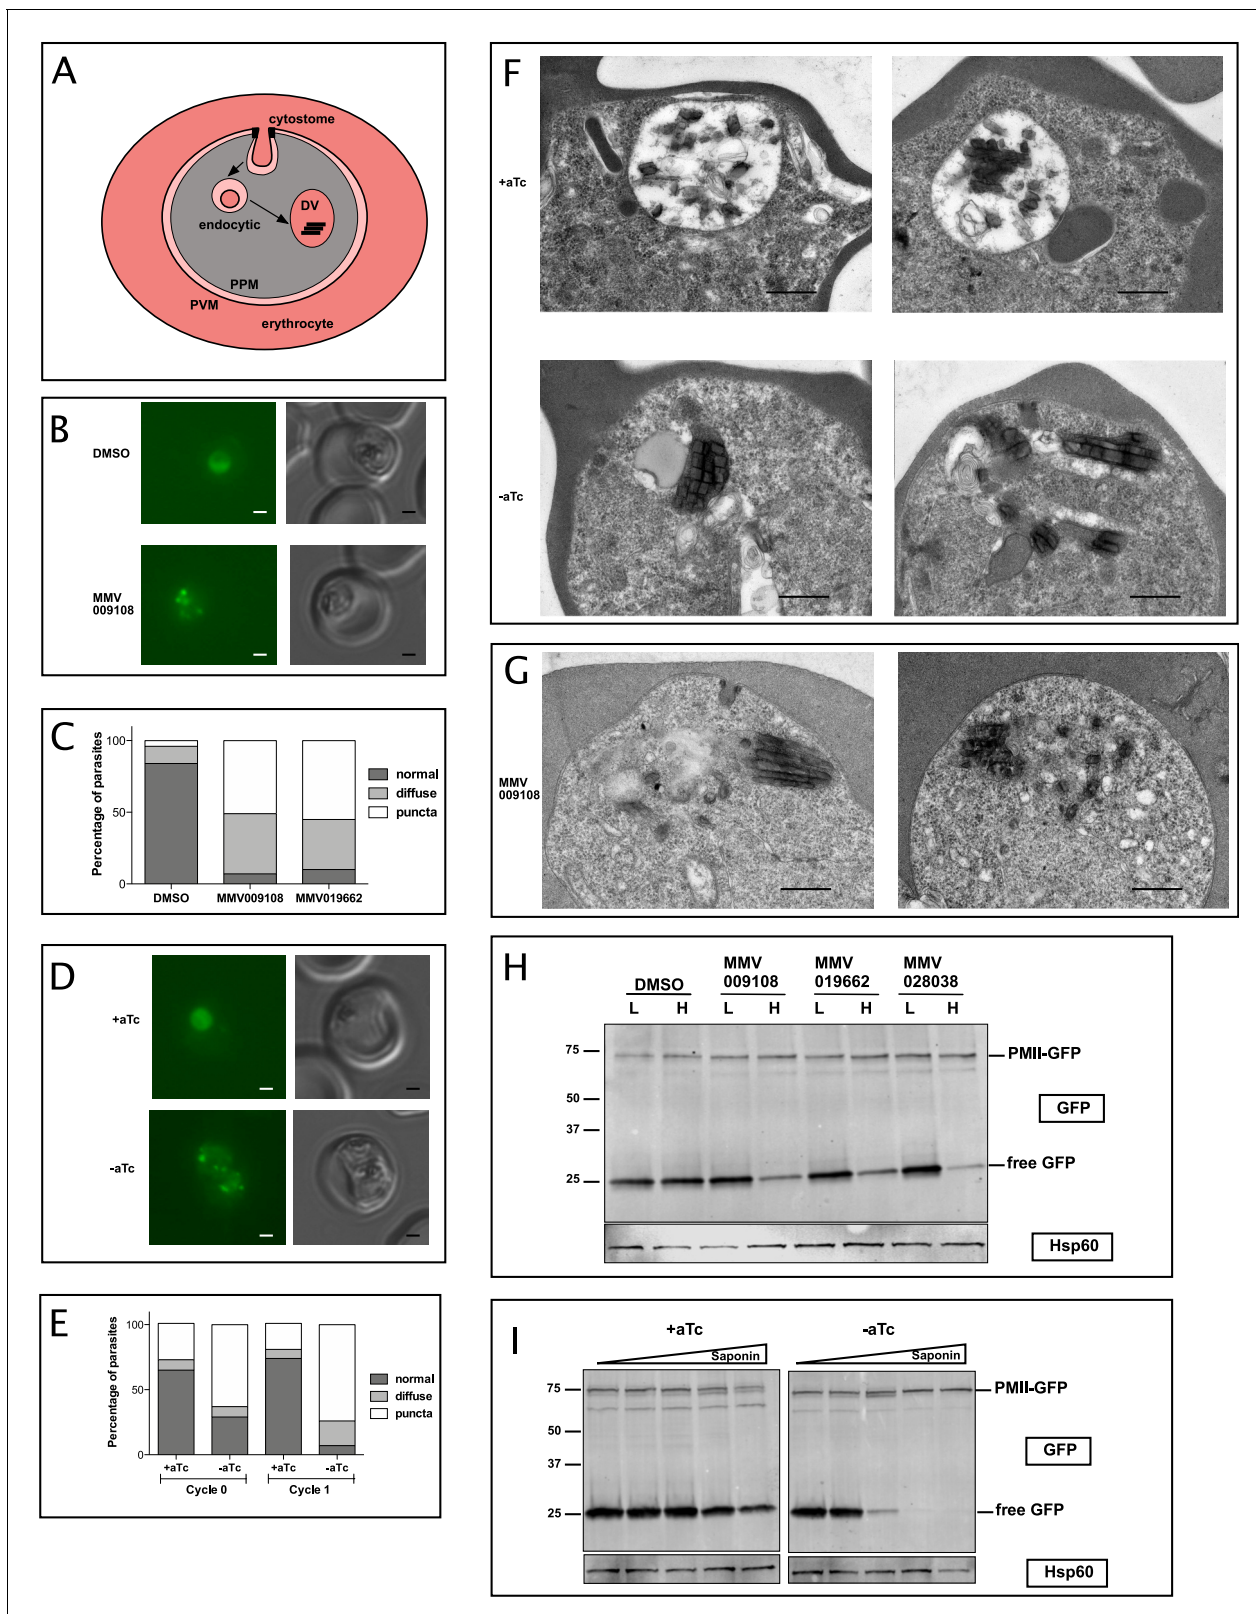 A
cytostome
DV
endocytic
PPM
PVM
erythrocyte
B
DMSO
MMV
009108
C
Percentage of parasites
100
50
0
normal
diffuse
puncta
DMSO MMV009108 MMV019662
D
+aTc
-aTc
E
Percentage of parasites
100
50
0
normal
diffuse
puncta
+aTc -aTc +aTc -aTc
Cycle 0 Cycle 1
F
+aTc
-aTc
G
MMV
009108
H
DMSO MMV 009108 MMV 019662 MMV 028038
L H L H L H L H
75
50
37
25
PMII-GFP
GFP
free GFP
Hsp60
I
+aTc -aTc
Saponin Saponin
75
50
37
25
PMII-GFP
GFP
free GFP
Hsp60